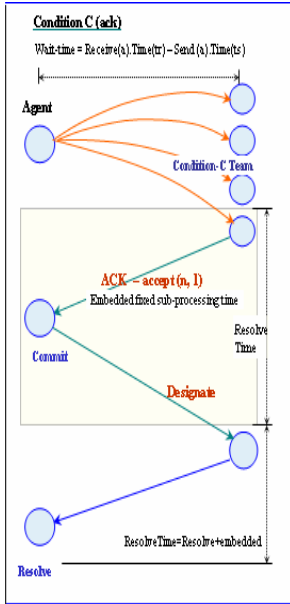 Condition C (ack)
Wait-time = Receive(a).Time(tr) – Send (a).Time(ts)
Agent
Condition-C Team
ACK – accept (n, 1)
Embedded fixed sub-processing time
Resolve
Time
Commit
Designate
ResolveTime=Resolve+embedded
Resolve